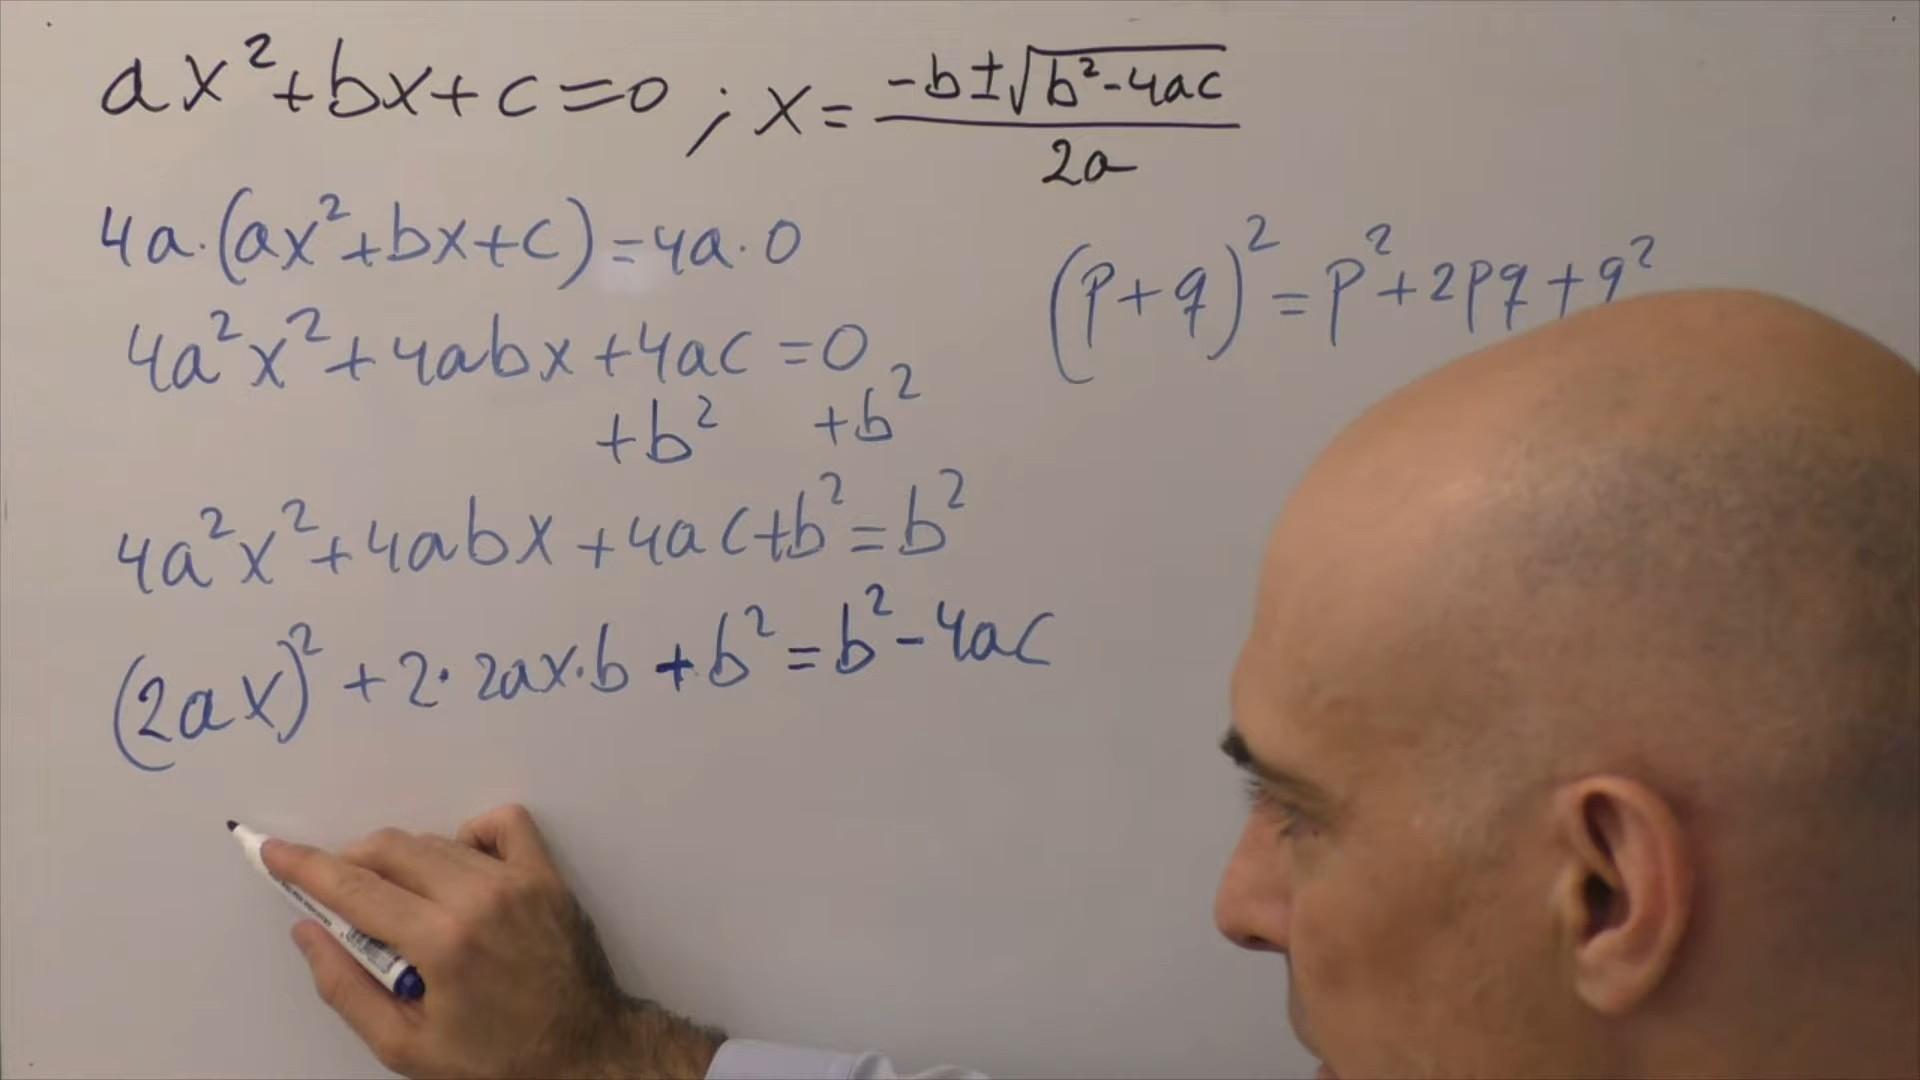 ax²+bx+c=0 ; x= (-b±√(b²-4ac))/(2a)
4a·(ax²+bx+c)=4a·0
(p+q)²=p²+2pq+q²
4a²x²+4abx+4ac=0
+b² +b²
4a²x²+4abx+4ac+b²=b²
(2ax)²+2·2ax·b+b²=b²-4ac